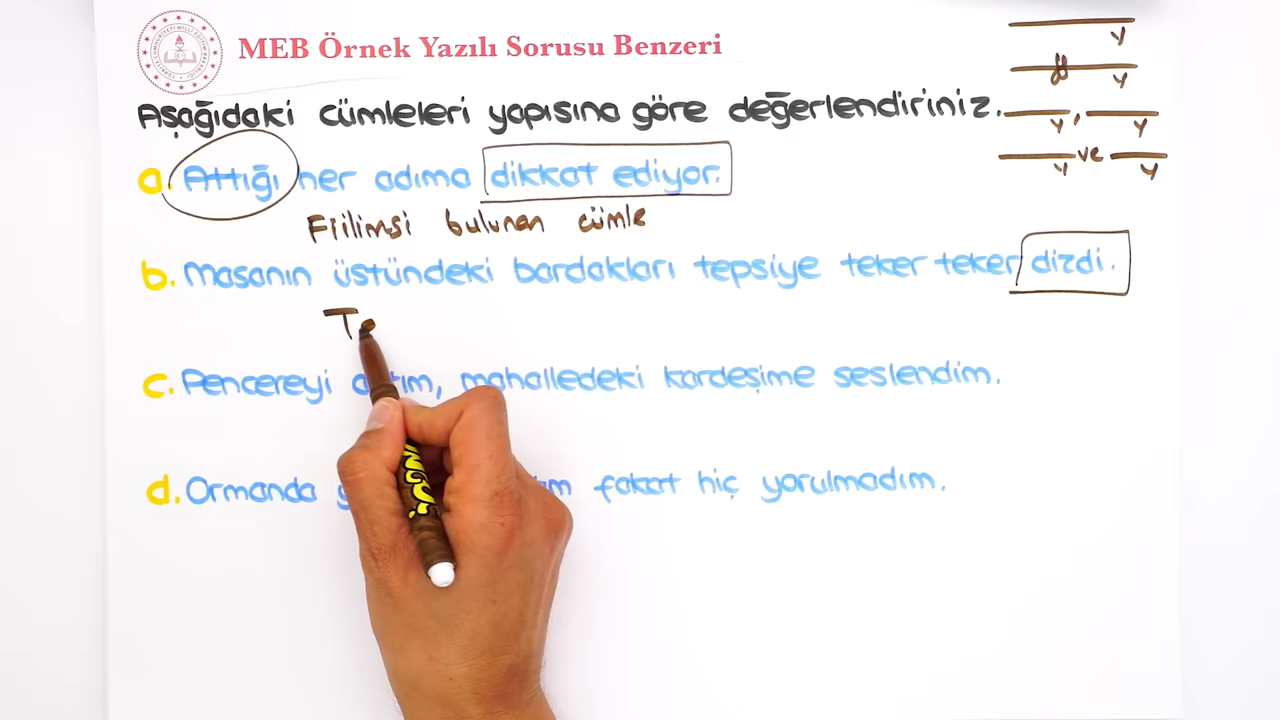 MEB Örnek Yazılı Sorusu Benzeri
Aşağıdaki cümleleri yapısına göre değerlendiriniz.
y
y
y, y
y ve y
a. Attığı her adıma dikkat ediyor.
Fiilimsi bulunan cümle
b. Masanın üstündeki bardakları tepsiye teker teker dizdi.
T
c. Pencereyi mahalledeki kardeşime seslendim.
d. Ormanda fakat hiç yorulmadım.